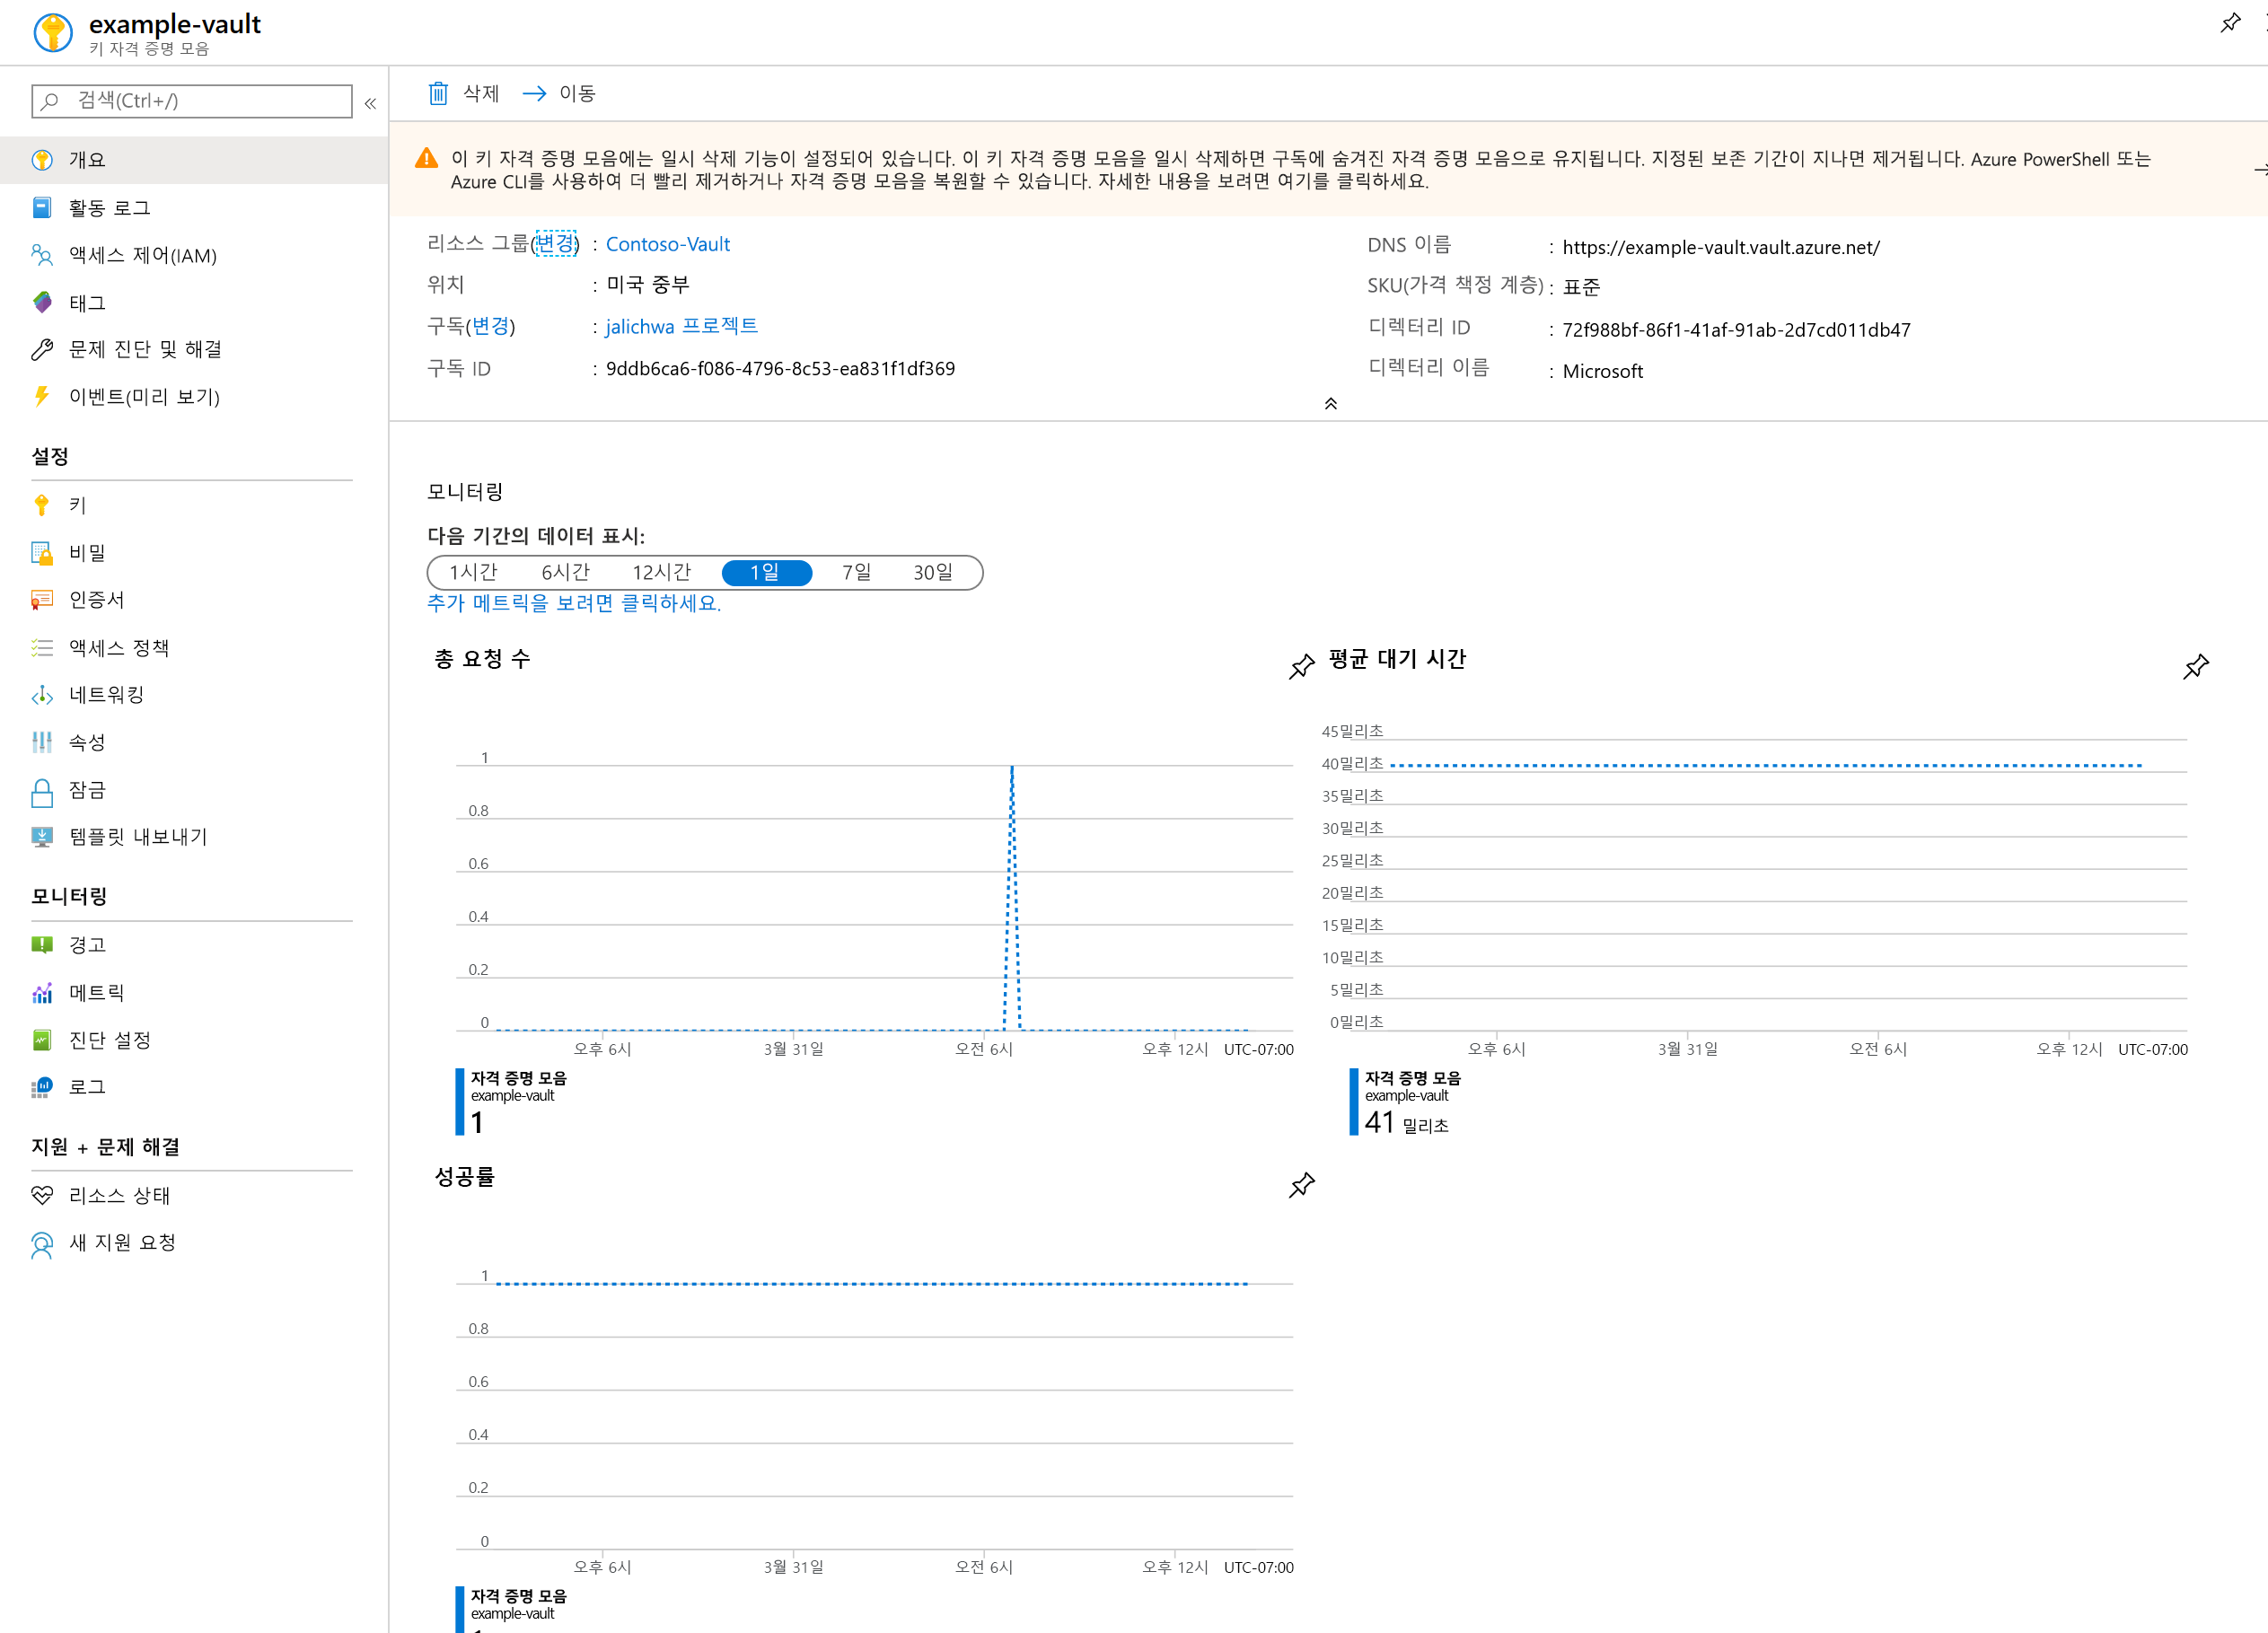 example-vault
키 자격 증명 모음
검색(Ctrl+/)
«
개요
활동 로그
액세스 제어(IAM)
태그
문제 진단 및 해결
이벤트(미리 보기)
설정
키
비밀
인증서
액세스 정책
네트워킹
속성
잠금
템플릿 내보내기
모니터링
경고
메트릭
진단 설정
로그
지원 + 문제 해결
리소스 상태
새 지원 요청
삭제 이동
이 키 자격 증명 모음에는 일시 삭제 기능이 설정되어 있습니다. 이 키 자격 증명 모음을 일시 삭제하면 구독에 숨겨진 자격 증명 모음으로 유지됩니다. 지정된 보존 기간이 지나면 제거됩니다. Azure PowerShell 또는
Azure CLI를 사용하여 더 빨리 제거하거나 자격 증명 모음을 복원할 수 있습니다. 자세한 내용을 보려면 여기를 클릭하세요.
리소스 그룹(변경) : Contoso-Vault
위치 : 미국 중부
구독(변경) : jalichwa 프로젝트
구독 ID : 9ddb6ca6-f086-4796-8c53-ea831f1df369
DNS 이름 : https://example-vault.vault.azure.net/
SKU(가격 책정 계층) : 표준
디렉터리 ID : 72f988bf-86f1-41af-91ab-2d7cd011db47
디렉터리 이름 : Microsoft
모니터링
다음 기간의 데이터 표시:
1시간 6시간 12시간 1일 7일 30일
추가 메트릭을 보려면 클릭하세요.
총 요청 수
1
0.8
0.6
0.4
0.2
0
오후 6시 3월 31일 오전 6시 오후 12시 UTC-07:00
자격 증명 모음
example-vault
1
평균 대기 시간
45밀리초
40밀리초
35밀리초
30밀리초
25밀리초
20밀리초
15밀리초
10밀리초
5밀리초
0밀리초
오후 6시 3월 31일 오전 6시 오후 12시 UTC-07:00
자격 증명 모음
example-vault
41 밀리초
성공률
1
0.8
0.6
0.4
0.2
0
오후 6시 3월 31일 오전 6시 오후 12시 UTC-07:00
자격 증명 모음
example-vault